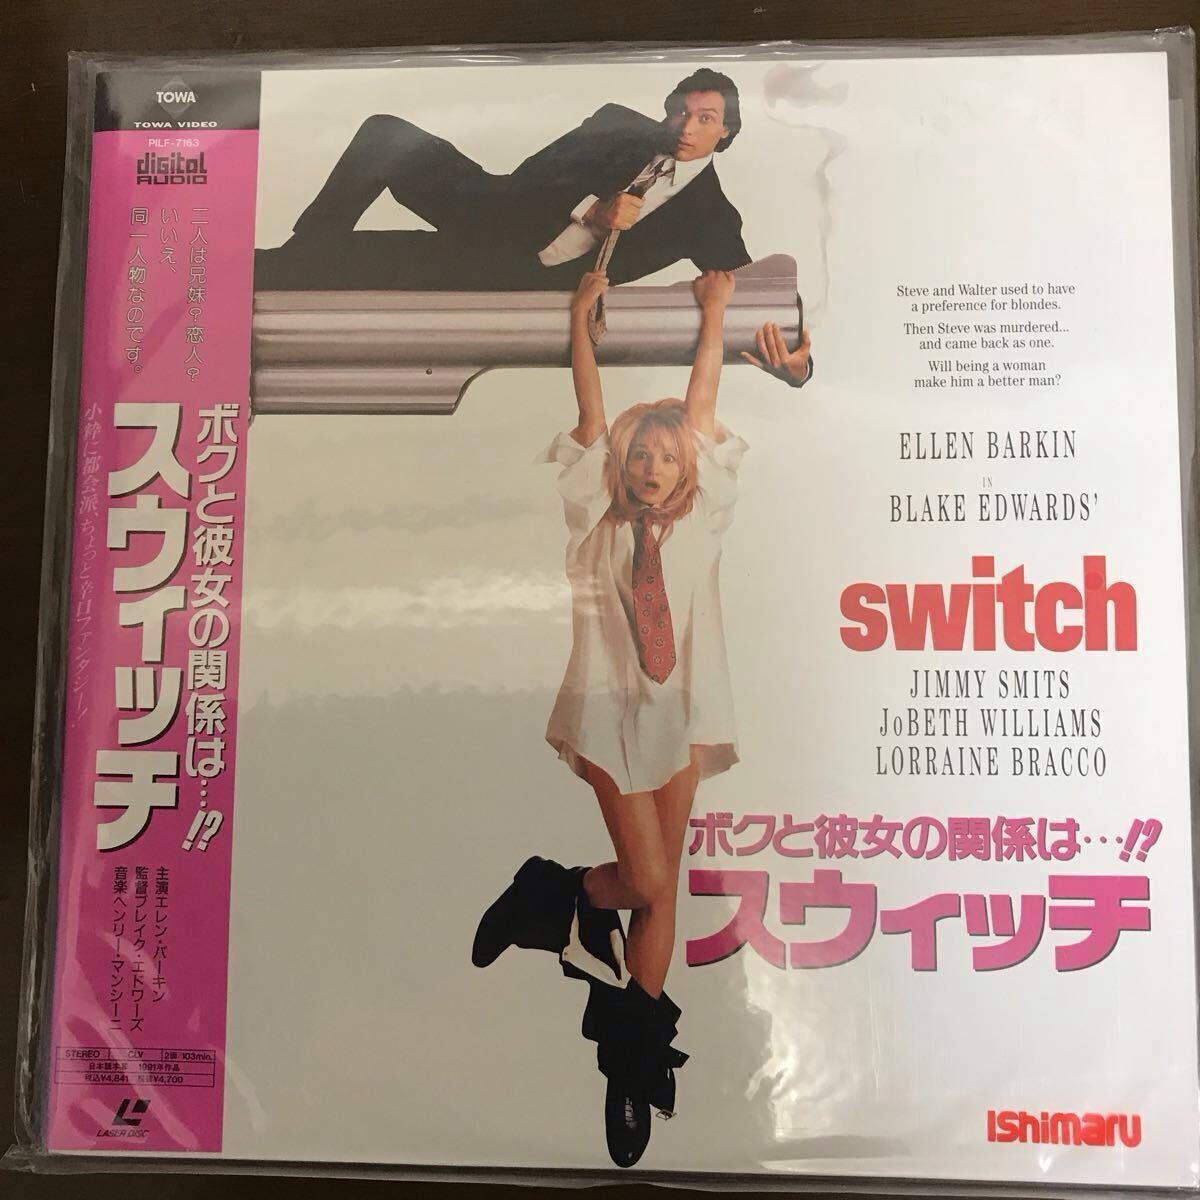 TOWA
TOWA VIDEO
PILF-7163
digital
AUDIO
二人は兄妹?恋人?
いいえ、
同一人物なのです。
ボクと彼女の関係は…!?
スウィッチ
小粋に都会派、ちょっと辛口ファンタジー!
主演エレン・バーキン
監督ブレイク・エドワーズ
音楽ヘンリー・マンシーニ
STEREO CLV 2面/103min.
日本語字幕 1991年作品
税込¥4,841 税抜¥4,700
LASER DISC
Steve and Walter used to have
a preference for blondes.
Then Steve was murdered...
and came back as one.
Will being a woman
make him a better man?
ELLEN BARKIN
IN
BLAKE EDWARDS'
switch
JIMMY SMITS
JoBETH WILLIAMS
LORRAINE BRACCO
ボクと彼女の関係は…!?
スウィッチ
IShimaru